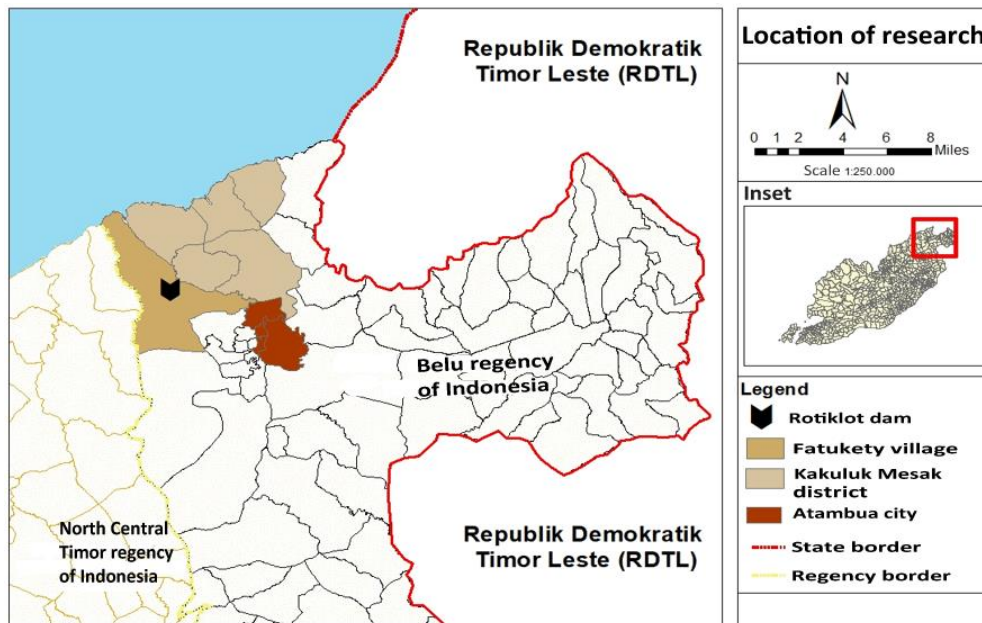 Republik Demokratik
Timor Leste (RDTL)
Belu regency
of Indonesia
North Central
Timor regency
of Indonesia
Republik Demokratik
Timor Leste (RDTL)
Location of research
N
0 1 2 4 6 8
Miles
Scale 1:250.000
Inset
Legend
Rotiklot dam
Fatukety village
Kakuluk Mesak
district
Atambua city
State border
Regency border